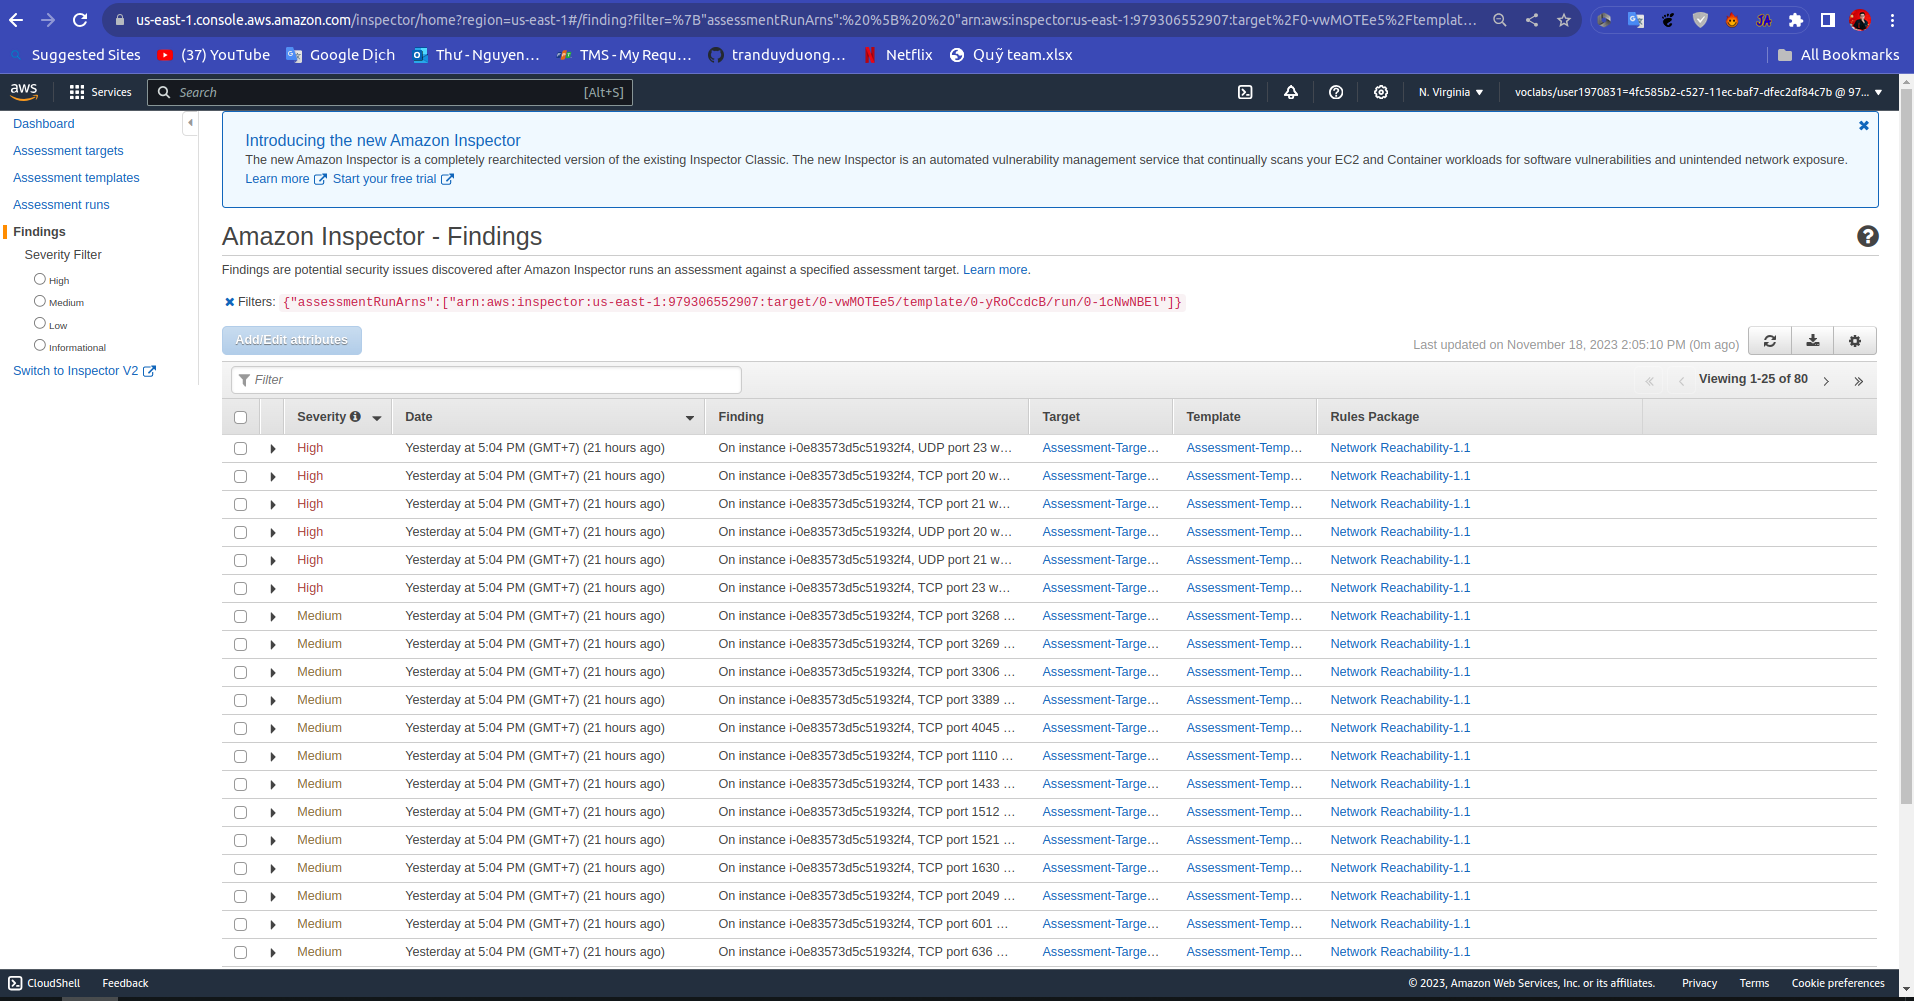 us-east-1.console.aws.amazon.com/inspector/home?region=us-east-1#/finding?filter=%7B"assessmentRunArns":%20%5B%20%20"arn:aws:inspector:us-east-1:979306552907:target%2F0-vwMOTEe5%2Ftemplat...
Suggested Sites (37) YouTube Google Dịch Thư - Nguyen... TMS - My Requ... tranduyduong... Netflix Quỹ team.xlsx All Bookmarks
aws Services Search [Alt+S] N. Virginia voclabs/user1970831=4fc585b2-c527-11ec-baf7-dfec2df84c7b @ 97...
Dashboard
Assessment targets
Assessment templates
Assessment runs
Findings
Severity Filter
High
Medium
Low
Informational
Switch to Inspector V2
Introducing the new Amazon Inspector
The new Amazon Inspector is a completely rearchitected version of the existing Inspector Classic. The new Inspector is an automated vulnerability management service that continually scans your EC2 and Container workloads for software vulnerabilities and unintended network exposure.
Learn more Start your free trial
Amazon Inspector - Findings
Findings are potential security issues discovered after Amazon Inspector runs an assessment against a specified assessment target. Learn more.
Filters: {"assessmentRunArns":["arn:aws:inspector:us-east-1:979306552907:target/0-vwMOTEe5/template/0-yRoCcdcB/run/0-1cNwNBEl"]}
Add/Edit attributes Last updated on November 18, 2023 2:05:10 PM (0m ago)
Filter « ‹ Viewing 1-25 of 80 › »
Severity Date Finding Target Template Rules Package
High Yesterday at 5:04 PM (GMT+7) (21 hours ago) On instance i-0e83573d5c51932f4, UDP port 23 w... Assessment-Targe... Assessment-Temp... Network Reachability-1.1
High Yesterday at 5:04 PM (GMT+7) (21 hours ago) On instance i-0e83573d5c51932f4, TCP port 20 w... Assessment-Targe... Assessment-Temp... Network Reachability-1.1
High Yesterday at 5:04 PM (GMT+7) (21 hours ago) On instance i-0e83573d5c51932f4, TCP port 21 w... Assessment-Targe... Assessment-Temp... Network Reachability-1.1
High Yesterday at 5:04 PM (GMT+7) (21 hours ago) On instance i-0e83573d5c51932f4, UDP port 20 w... Assessment-Targe... Assessment-Temp... Network Reachability-1.1
High Yesterday at 5:04 PM (GMT+7) (21 hours ago) On instance i-0e83573d5c51932f4, UDP port 21 w... Assessment-Targe... Assessment-Temp... Network Reachability-1.1
High Yesterday at 5:04 PM (GMT+7) (21 hours ago) On instance i-0e83573d5c51932f4, TCP port 23 w... Assessment-Targe... Assessment-Temp... Network Reachability-1.1
Medium Yesterday at 5:04 PM (GMT+7) (21 hours ago) On instance i-0e83573d5c51932f4, TCP port 3268 ... Assessment-Targe... Assessment-Temp... Network Reachability-1.1
Medium Yesterday at 5:04 PM (GMT+7) (21 hours ago) On instance i-0e83573d5c51932f4, TCP port 3269 ... Assessment-Targe... Assessment-Temp... Network Reachability-1.1
Medium Yesterday at 5:04 PM (GMT+7) (21 hours ago) On instance i-0e83573d5c51932f4, TCP port 3306 ... Assessment-Targe... Assessment-Temp... Network Reachability-1.1
Medium Yesterday at 5:04 PM (GMT+7) (21 hours ago) On instance i-0e83573d5c51932f4, TCP port 3389 ... Assessment-Targe... Assessment-Temp... Network Reachability-1.1
Medium Yesterday at 5:04 PM (GMT+7) (21 hours ago) On instance i-0e83573d5c51932f4, TCP port 4045 ... Assessment-Targe... Assessment-Temp... Network Reachability-1.1
Medium Yesterday at 5:04 PM (GMT+7) (21 hours ago) On instance i-0e83573d5c51932f4, TCP port 1110 ... Assessment-Targe... Assessment-Temp... Network Reachability-1.1
Medium Yesterday at 5:04 PM (GMT+7) (21 hours ago) On instance i-0e83573d5c51932f4, TCP port 1433 ... Assessment-Targe... Assessment-Temp... Network Reachability-1.1
Medium Yesterday at 5:04 PM (GMT+7) (21 hours ago) On instance i-0e83573d5c51932f4, TCP port 1512 ... Assessment-Targe... Assessment-Temp... Network Reachability-1.1
Medium Yesterday at 5:04 PM (GMT+7) (21 hours ago) On instance i-0e83573d5c51932f4, TCP port 1521 ... Assessment-Targe... Assessment-Temp... Network Reachability-1.1
Medium Yesterday at 5:04 PM (GMT+7) (21 hours ago) On instance i-0e83573d5c51932f4, TCP port 1630 ... Assessment-Targe... Assessment-Temp... Network Reachability-1.1
Medium Yesterday at 5:04 PM (GMT+7) (21 hours ago) On instance i-0e83573d5c51932f4, TCP port 2049 ... Assessment-Targe... Assessment-Temp... Network Reachability-1.1
Medium Yesterday at 5:04 PM (GMT+7) (21 hours ago) On instance i-0e83573d5c51932f4, TCP port 601 ... Assessment-Targe... Assessment-Temp... Network Reachability-1.1
Medium Yesterday at 5:04 PM (GMT+7) (21 hours ago) On instance i-0e83573d5c51932f4, TCP port 636 ... Assessment-Targe... Assessment-Temp... Network Reachability-1.1
CloudShell Feedback © 2023, Amazon Web Services, Inc. or its affiliates. Privacy Terms Cookie preferences